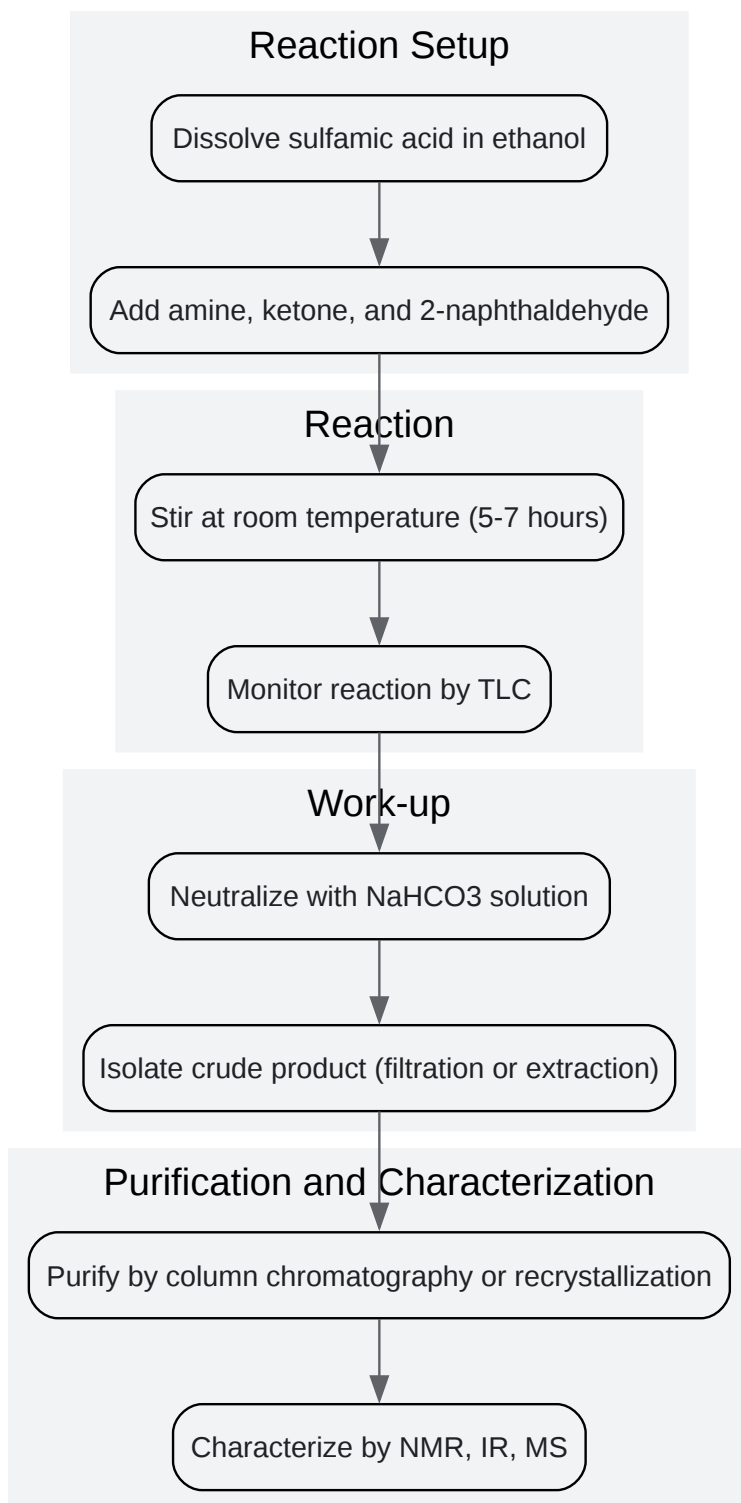 Reaction Setup
Dissolve sulfamic acid in ethanol
Add amine, ketone, and 2-naphthaldehyde
Reaction
Stir at room temperature (5-7 hours)
Monitor reaction by TLC
Work-up
Neutralize with NaHCO3 solution
Isolate crude product (filtration or extraction)
Purification and Characterization
Purify by column chromatography or recrystallization
Characterize by NMR, IR, MS